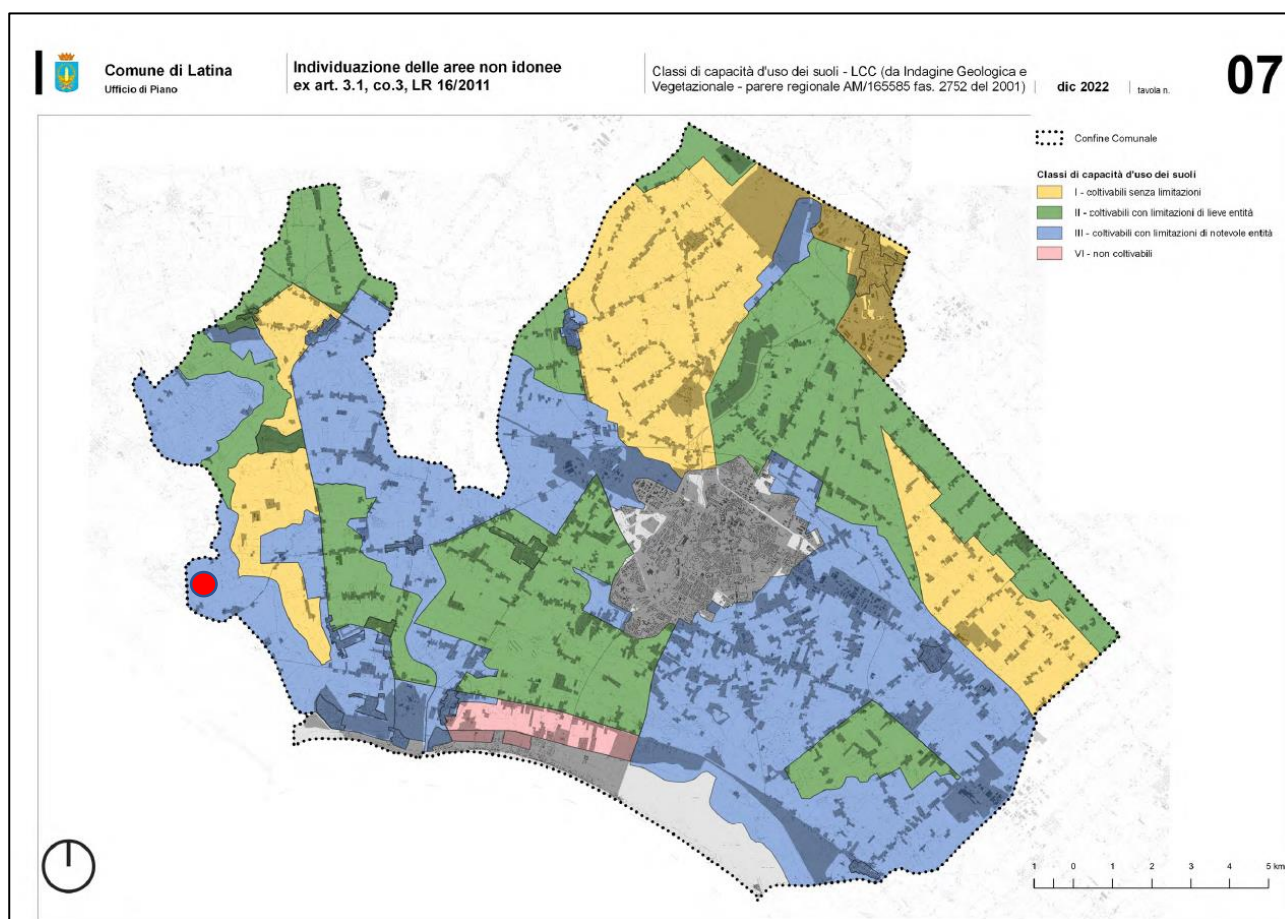 Comune di Latina
Ufficio di Piano
Individuazione delle aree non idonee
ex art. 3.1, co.3, LR 16/2011
Classi di capacità d'uso dei suoli - LCC (da Indagine Geologica e
Vegetazionale - parere regionale AM/165585 fas. 2752 del 2001)
dic 2022
tavola n.
07
Confine Comunale
Classi di capacità d'uso dei suoli
I - coltivabili senza limitazioni
II - coltivabili con limitazioni di lieve entità
III - coltivabili con limitazioni di notevole entità
VI - non coltivabili
1 0 1 2 3 4 5 km